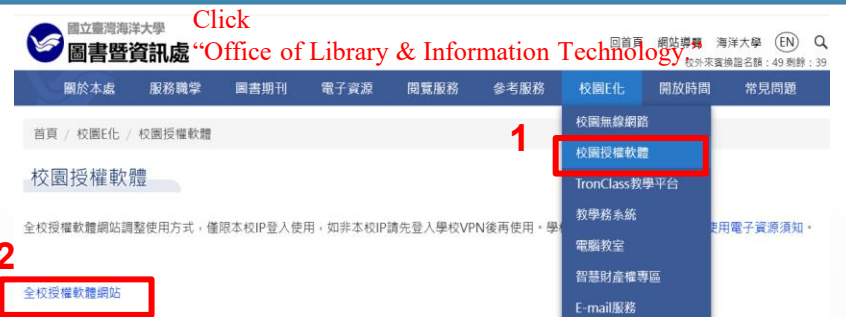 國立臺灣海洋大學
圖書暨資訊處
Click
“Office of Library & Information Technology”
回首頁 網站導覽 海洋大學 EN
校外來賓換證名額：49 剩餘：39
關於本處 服務職掌 圖書期刊 電子資源 閱覽服務 參考服務 校園E化 開放時間 常見問題
首頁 / 校園E化 / 校園授權軟體
校園授權軟體
全校授權軟體網站調整使用方式，僅限本校IP登入使用，如非本校IP請先登入學校VPN後再使用。學
使用電子資源須知。
2
全校授權軟體網站
校園無線網路
1
校園授權軟體
TronClass教學平台
教學務系統
電腦教室
智慧財產權專區
E-mail服務